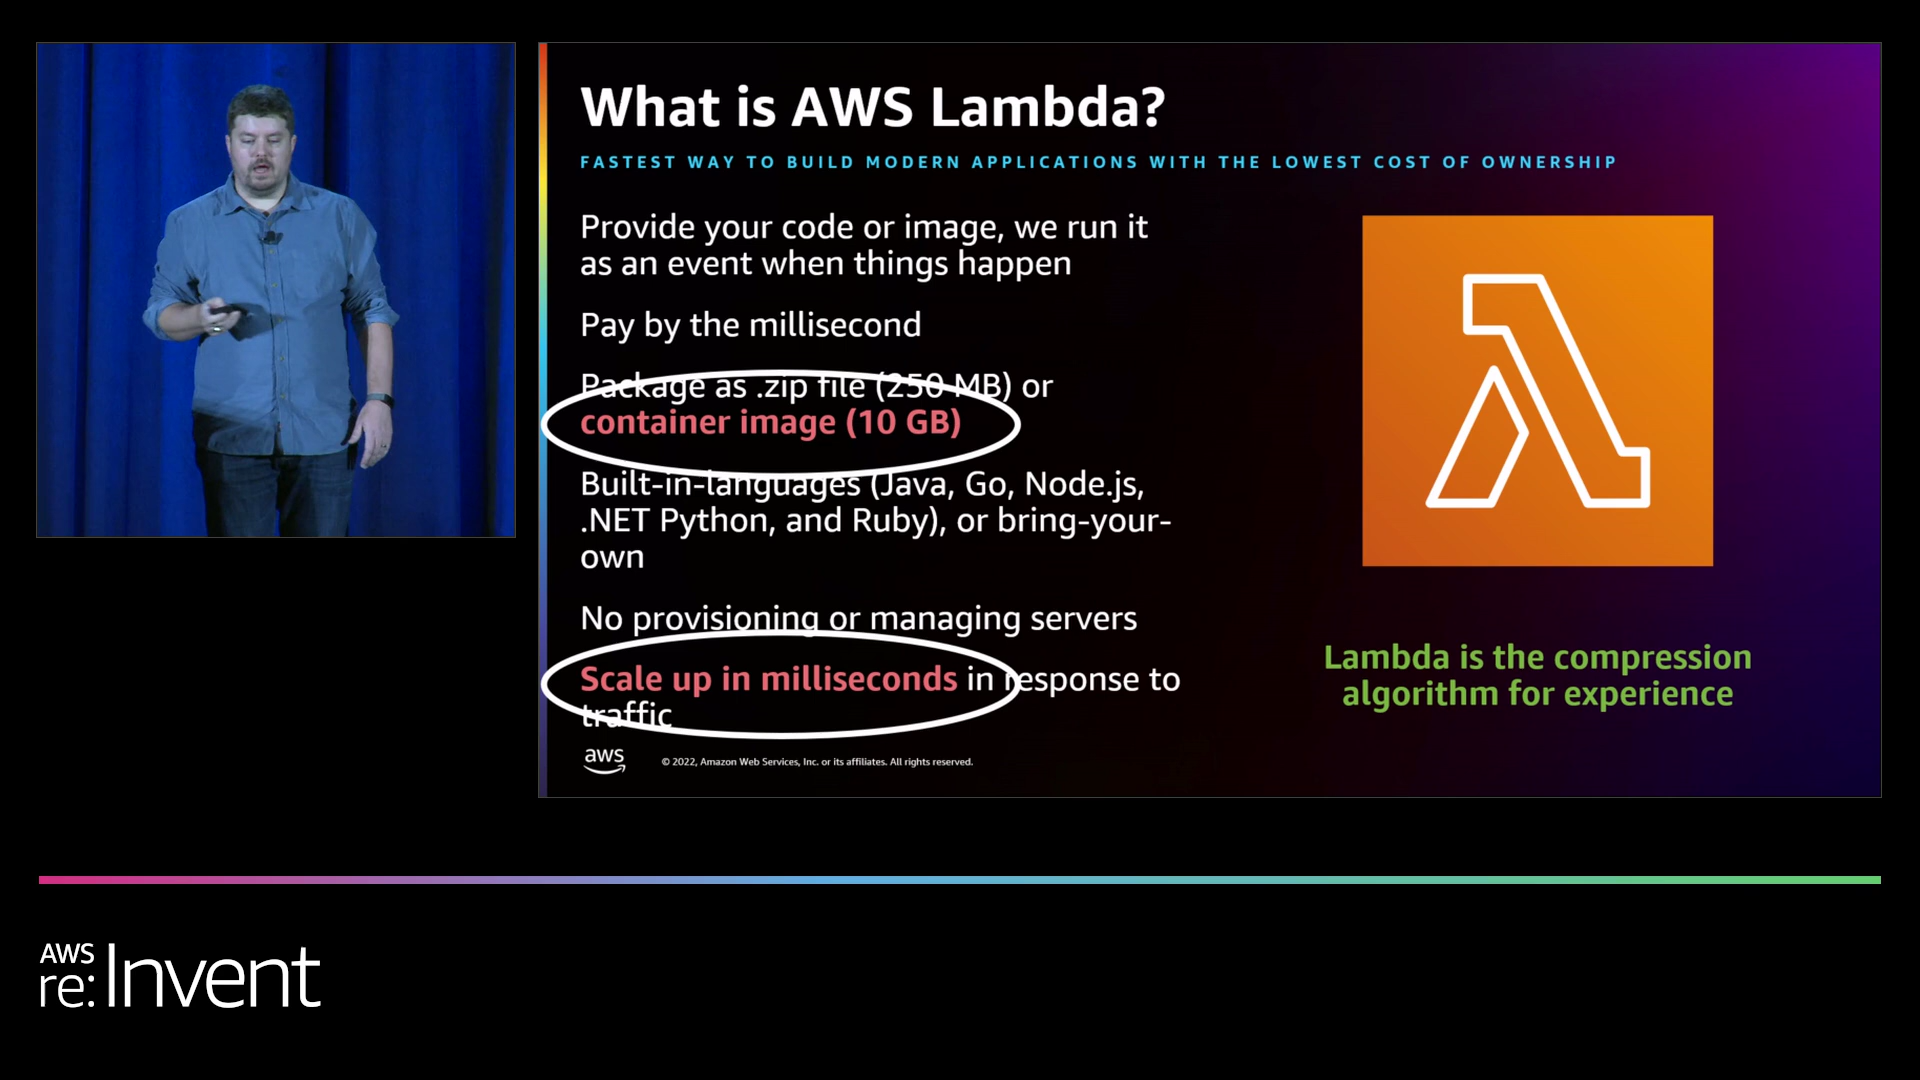 What is AWS Lambda?
FASTEST WAY TO BUILD MODERN APPLICATIONS WITH THE LOWEST COST OF OWNERSHIP
Provide your code or image, we run it
as an event when things happen
Pay by the millisecond
Package as .zip file (250 MB) or
container image (10 GB)
Built-in-languages (Java, Go, Node.js,
.NET Python, and Ruby), or bring-your-
own
No provisioning or managing servers
Scale up in milliseconds in response to
traffic
Lambda is the compression
algorithm for experience
aws
© 2022, Amazon Web Services, Inc. or its affiliates. All rights reserved.
AWS
re:Invent